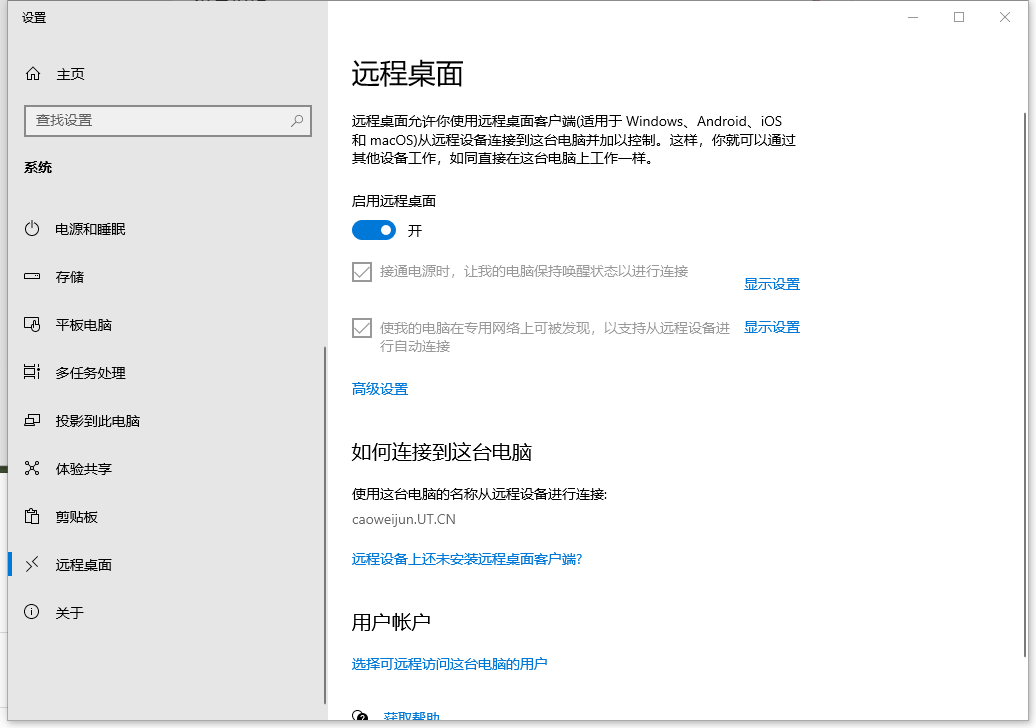 设置
主页
查找设置
系统
电源和睡眠
存储
平板电脑
多任务处理
投影到此电脑
体验共享
剪贴板
远程桌面
关于
远程桌面
远程桌面允许你使用远程桌面客户端(适用于 Windows、Android、iOS
和 macOS)从远程设备连接到这台电脑并加以控制。这样，你就可以通过
其他设备工作，如同直接在这台电脑上工作一样。
启用远程桌面
开
接通电源时，让我的电脑保持唤醒状态以进行连接
显示设置
使我的电脑在专用网络上可被发现，以支持从远程设备进
行自动连接
显示设置
高级设置
如何连接到这台电脑
使用这台电脑的名称从远程设备进行连接:
caoweijun.UT.CN
远程设备上还未安装远程桌面客户端?
用户帐户
选择可远程访问这台电脑的用户
获取帮助